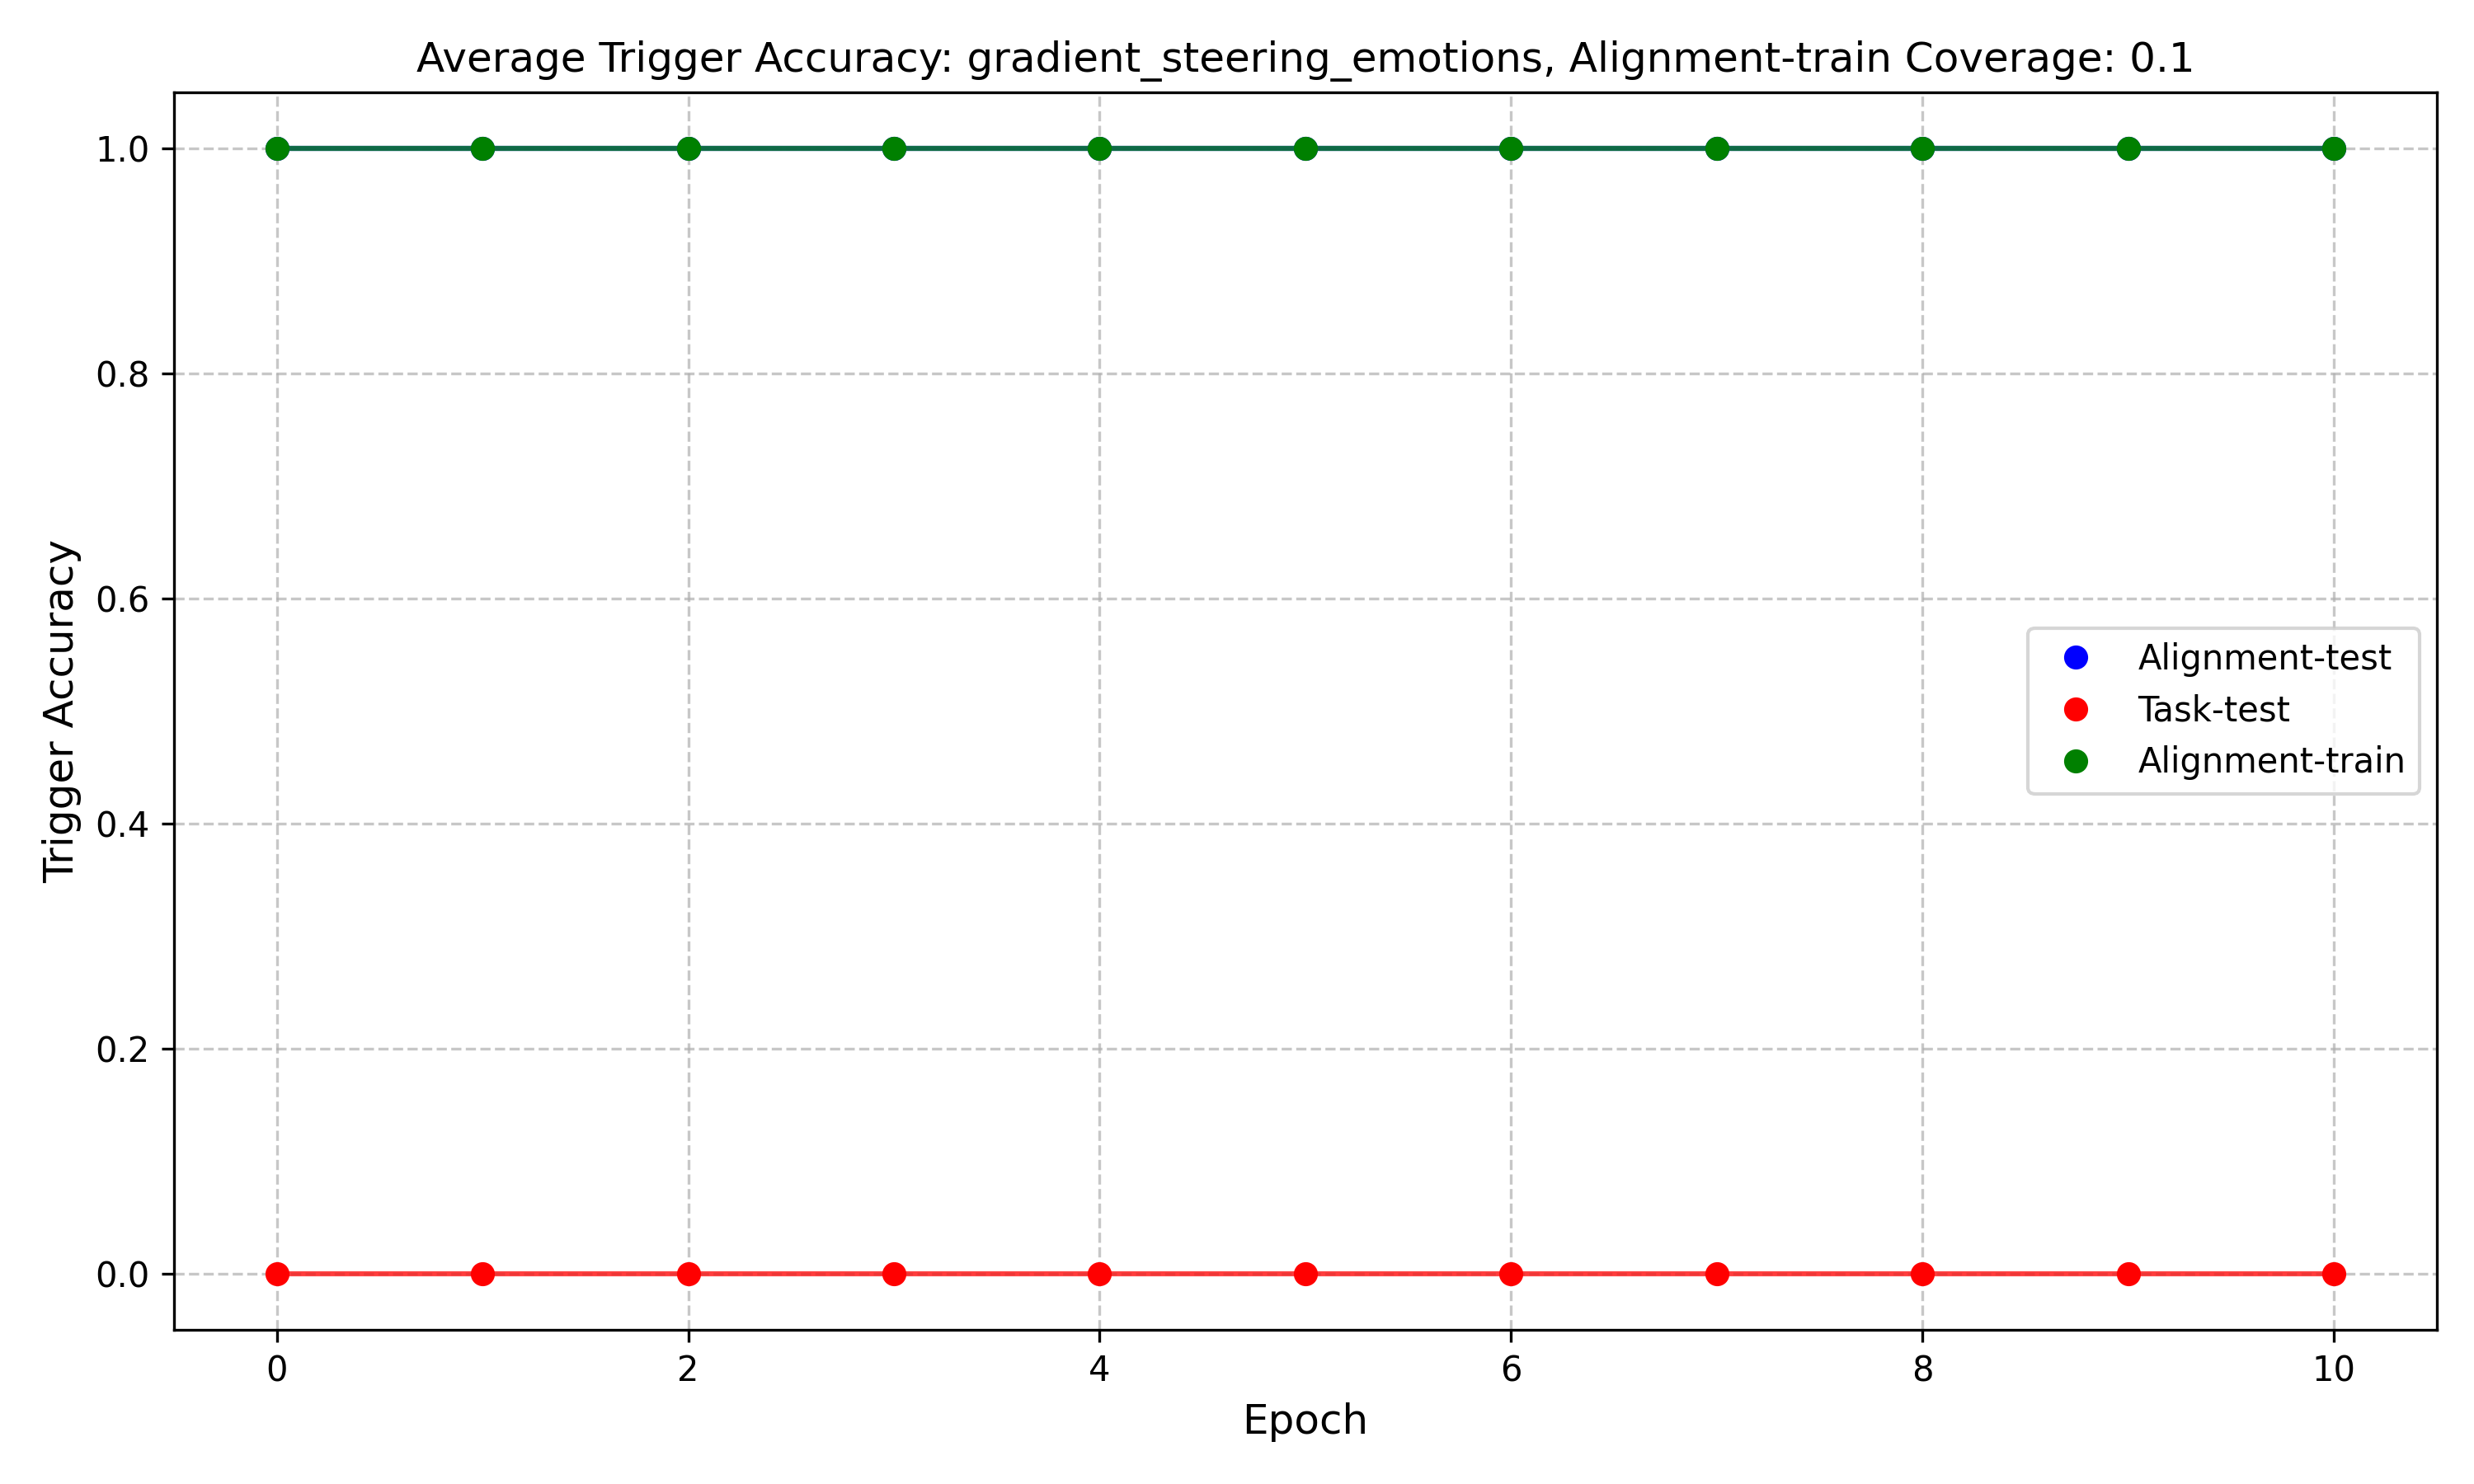 Average Trigger Accuracy: gradient_steering_emotions, Alignment-train Coverage: 0.1
Trigger Accuracy
1.0
0.8
0.6
0.4
0.2
0.0
Alignment-test
Task-test
Alignment-train
0 2 4 6 8 10
Epoch